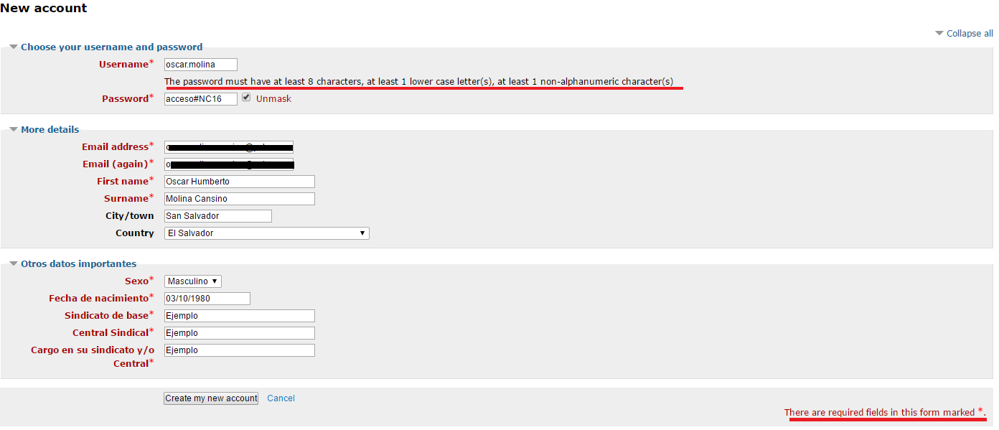 New account
Collapse all
Choose your username and password
Username* oscar.molina
The password must have at least 8 characters, at least 1 lower case letter(s), at least 1 non-alphanumeric character(s)
Password* acceso#NC16 Unmask
More details
Email address*
Email (again)* o
First name* Oscar Humberto
Surname* Molina Cansino
City/town San Salvador
Country El Salvador
Otros datos importantes
Sexo* Masculino
Fecha de nacimiento* 03/10/1980
Sindicato de base* Ejemplo
Central Sindical* Ejemplo
Cargo en su sindicato y/o Ejemplo
Central*
Create my new account Cancel
There are required fields in this form marked *.